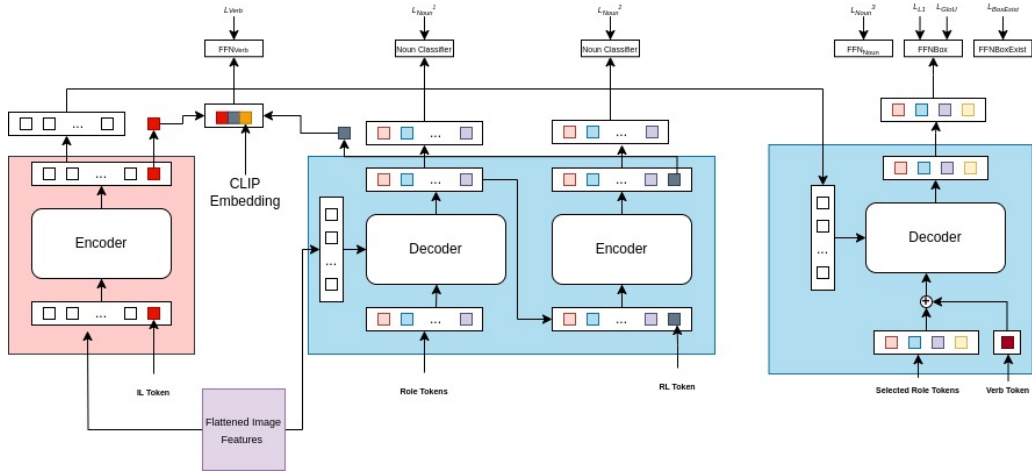 L_Verb
L_Noun^1
L_Noun^2
L_Noun^3
L_L1
L_GIoU
L_BoxExist
FFN_Verb
Noun Classifier
Noun Classifier
FFN_Noun
FFNBox
FFNBoxExist
...
...
...
CLIP
Embedding
...
...
...
Encoder
Decoder
Encoder
Decoder
...
...
...
...
...
IL Token
Role Tokens
RL Token
Selected Role Tokens
Verb Token
Flattened Image
Features